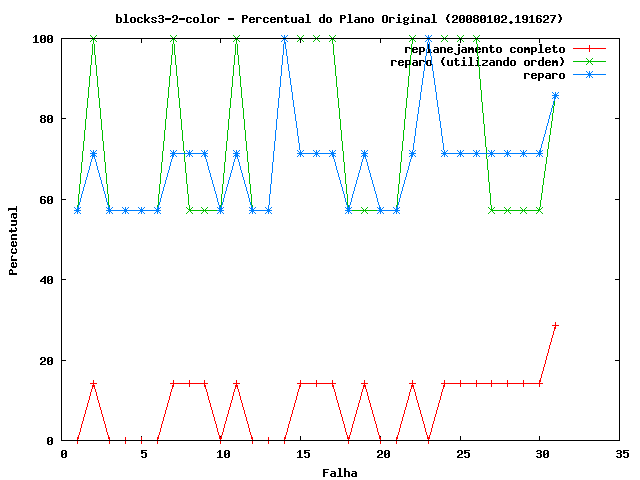 blocks3-2-color - Percentual do Plano Original (20080102.191627)
replanejamento completo
reparo (utilizando ordem)
reparo
100
80
60
40
20
0
Percentual
0 5 10 15 20 25 30 35
Falha